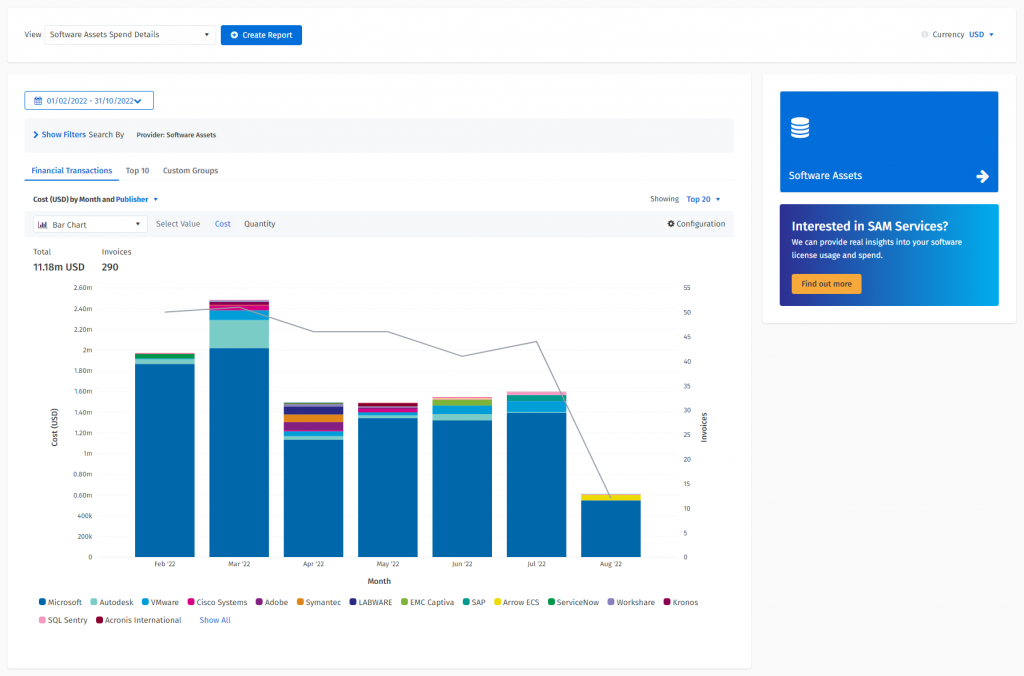 View Software Assets Spend Details Create Report Currency USD
01/02/2022 - 31/10/2022
Show Filters Search By Provider: Software Assets
Financial Transactions Top 10 Custom Groups
Cost (USD) by Month and Publisher Showing Top 20
Bar Chart Select Value Cost Quantity Configuration
Total Invoices
11.18m USD 290
2.60m
2.40m
2.20m
2m
1.80m
1.60m
1.40m
1.20m
1m
0.80m
0.60m
400k
200k
0
Cost (USD)
55
50
45
40
35
30
25
20
15
10
5
0
Invoices
Feb '22 Mar '22 Apr '22 May '22 Jun '22 Jul '22 Aug '22
Month
Microsoft Autodesk VMware Cisco Systems Adobe Symantec LABWARE EMC Captiva SAP Arrow ECS ServiceNow Workshare Kronos
SQL Sentry Acronis International Show All
Software Assets
Interested in SAM Services?
We can provide real insights into your software
license usage and spend.
Find out more